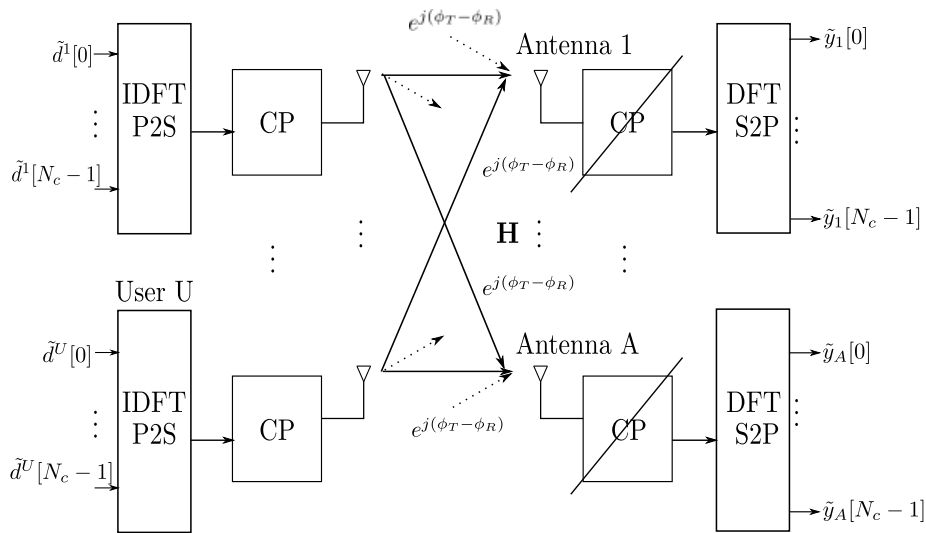 e^{j(ϕ_T−ϕ_R)}
Antenna 1
d̃^1[0]
ỹ_1[0]
IDFT
P2S
CP
CP
DFT
S2P
d̃^1[N_c − 1]
e^{j(ϕ_T−ϕ_R)}
ỹ_1[N_c − 1]
H
e^{j(ϕ_T−ϕ_R)}
User U
Antenna A
d̃^U[0]
ỹ_A[0]
IDFT
P2S
CP
e^{j(ϕ_T−ϕ_R)}
CP
DFT
S2P
d̃^U[N_c − 1]
ỹ_A[N_c − 1]